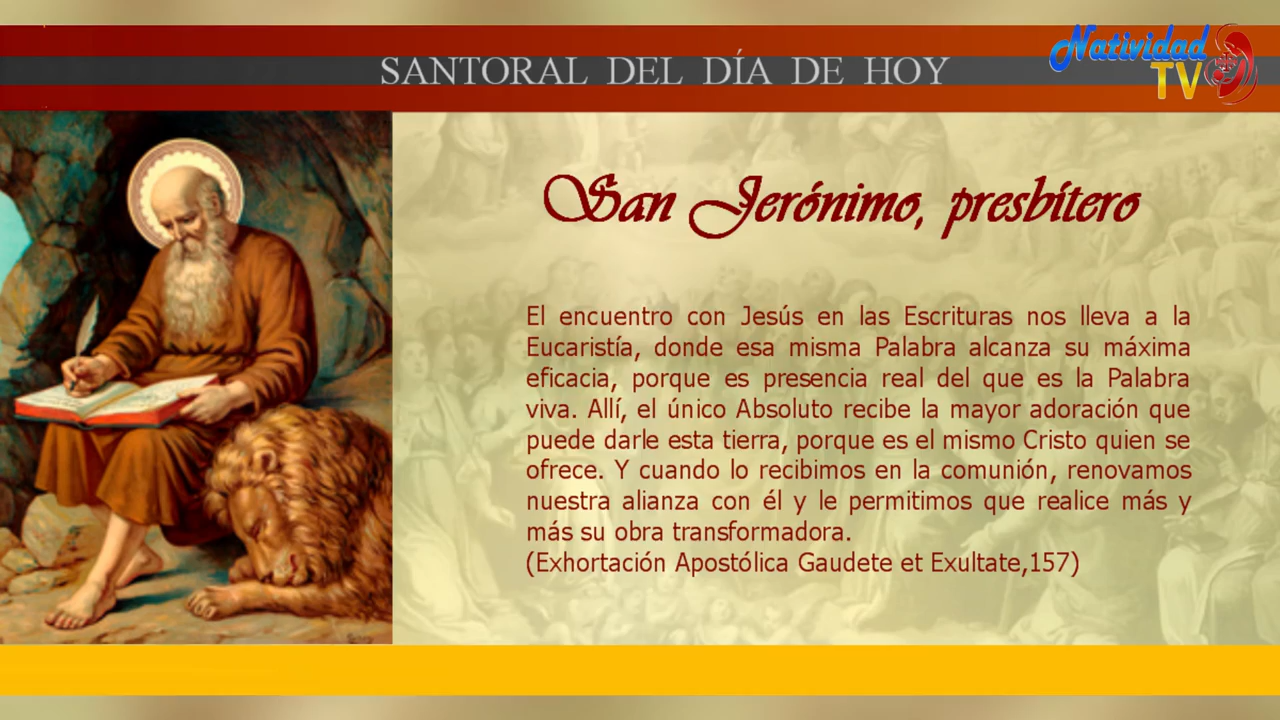 SANTORAL DEL DÍA DE HOY
Natividad
TV
San Jerónimo, presbítero
El encuentro con Jesús en las Escrituras nos lleva a la
Eucaristía, donde esa misma Palabra alcanza su máxima
eficacia, porque es presencia real del que es la Palabra
viva. Allí, el único Absoluto recibe la mayor adoración que
puede darle esta tierra, porque es el mismo Cristo quien se
ofrece. Y cuando lo recibimos en la comunión, renovamos
nuestra alianza con él y le permitimos que realice más y
más su obra transformadora.
(Exhortación Apostólica Gaudete et Exultate,157)